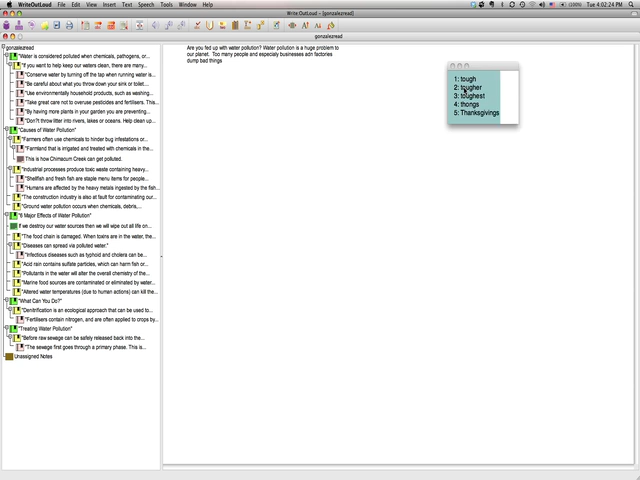 WriteOutLoud File Edit View Insert Text Speech Tools Window Help (100%) Tue 4:02:24 PM
Write:OutLoud - [gonzalezread]
gonzalezread
gonzalezread
"Water is considered polluted when chemicals, pathogens, or...
"If you want to help keep our waters clean, there are many...
"Conserve water by turning off the tap when running water is...
"Be careful about what you throw down your sink or toilet...
"Use environmental household products, such as washing...
"Take great care not to overuse pesticides and fertilisers. This...
"By having more plants in your garden you are preventing...
"Don't throw litter into rivers, lakes or oceans. Help clean up...
"Causes of Water Pollution"
"Farmers often use chemicals to hinder bug infestations or...
"Farmland that is irrigated and treated with chemicals in the...
This is how Chimacum Creek can get polluted.
"Industrial processes produce toxic waste containing heavy...
"Shellfish and fresh fish are staple menu items for people...
"Humans are affected by the heavy metals ingested by the fish...
"The construction industry is also at fault for contaminating our...
"Ground water pollution occurs when chemicals, debris,...
"8 Major Effects of Water Pollution"
If we destroy our water sources then we will wipe out all life on...
"The food chain is damaged. When toxins are in the water, the...
"Diseases can spread via polluted water."
"Infectious diseases such as typhoid and cholera can be...
"Acid rain contains sulfate particles, which can harm fish or...
"Pollutants in the water will alter the overall chemistry of the...
"Marine food sources are contaminated or eliminated by water...
"Altered water temperatures (due to human actions) can kill the...
"What Can You Do?"
"Denitrification is an ecological approach that can be used to...
"Fertilisers contain nitrogen, and are often applied to crops by...
"Treating Water Pollution"
"Before raw sewage can be safely released back into the...
"The sewage first goes through a primary phase. This is...
Unassigned Notes
Are you fed up with water pollution? Water pollution is a huge problem to
our planet. Too many people and especialy businesses adn factories
dump bad things
1: tough
2: tougher
3: toughest
4: thongs
5: Thanksgivings